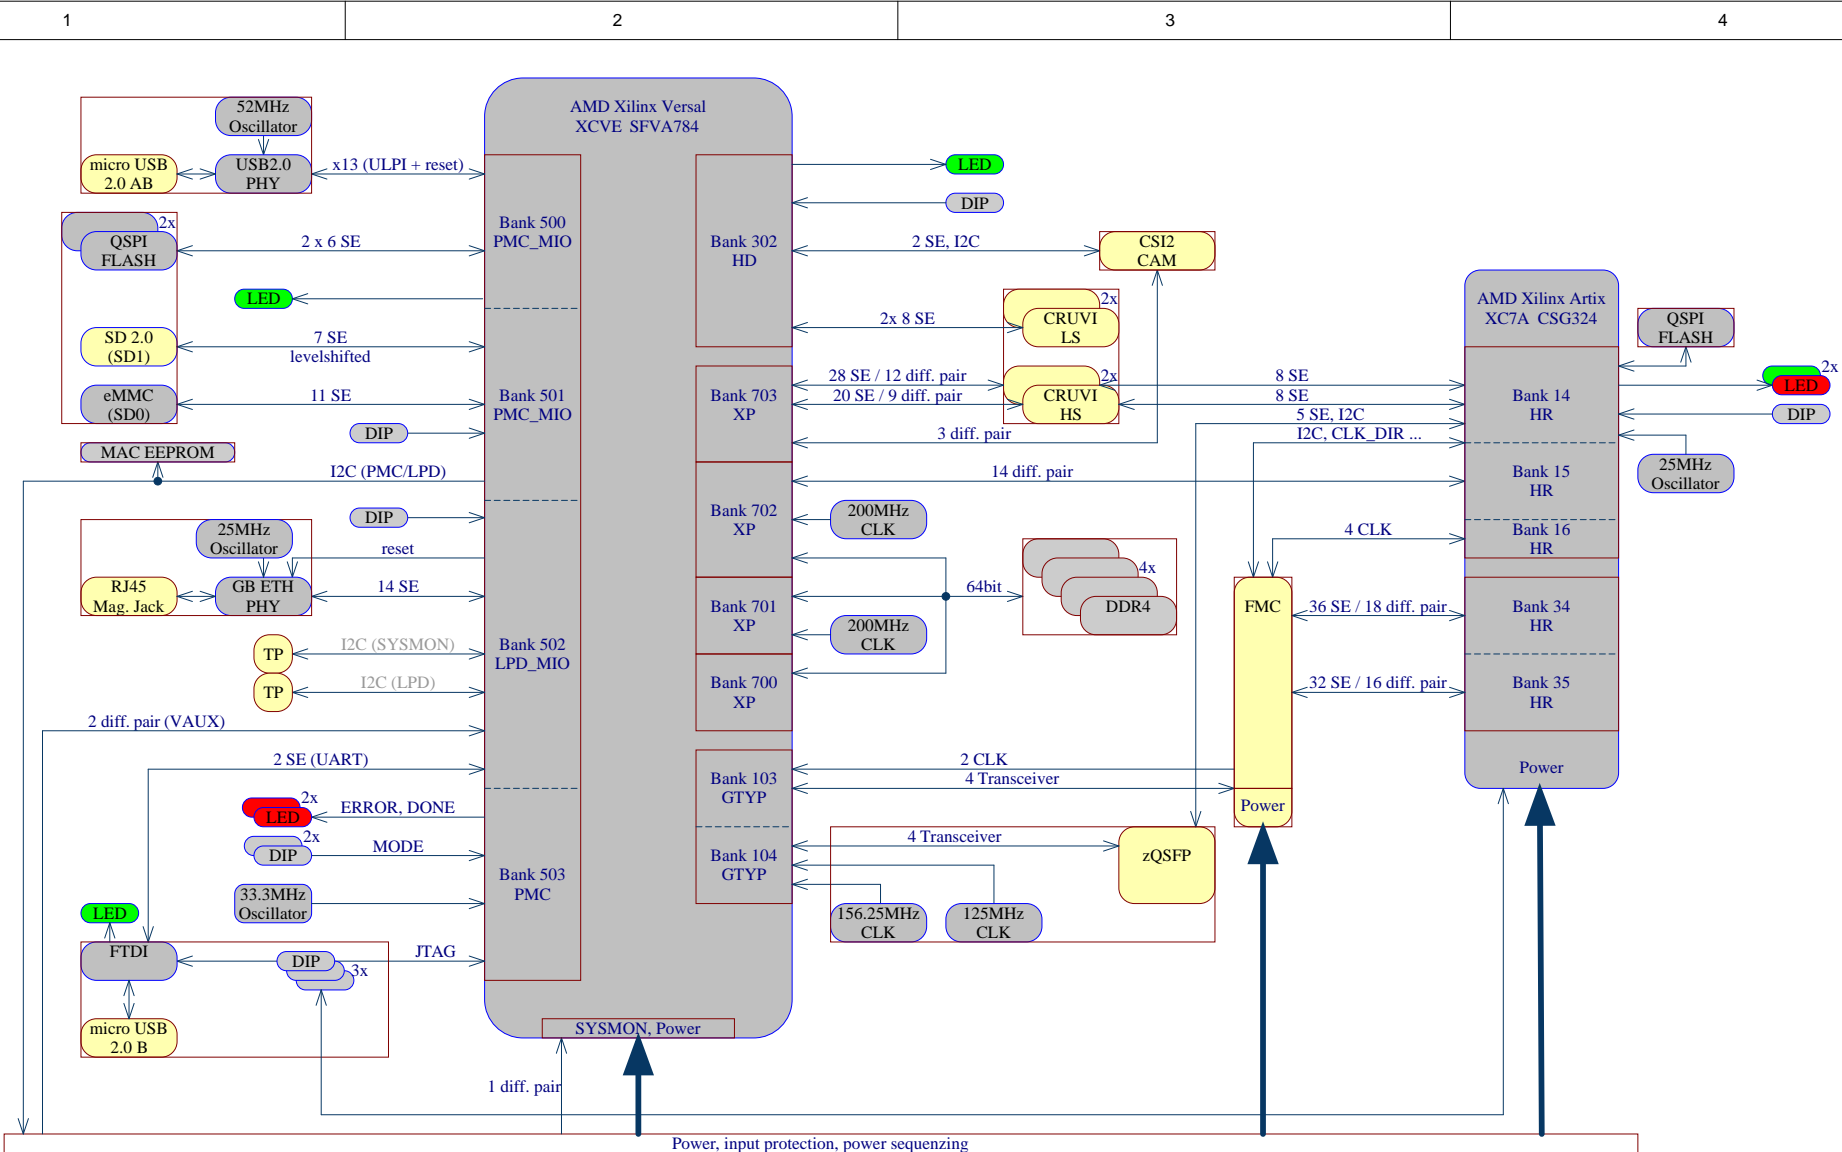 1
2
3
4
AMD Xilinx Versal
XCVE  SFVA784
52MHz
Oscillator
micro USB
2.0 AB
USB2.0
PHY
x13 (ULPI + reset)
2x
QSPI
FLASH
2 x 6 SE
LED
SD 2.0
(SD1)
7 SE
levelshifted
eMMC
(SD0)
11 SE
DIP
MAC EEPROM
I2C (PMC/LPD)
DIP
25MHz
Oscillator
reset
RJ45
Mag. Jack
GB ETH
PHY
14 SE
TP
I2C (SYSMON)
TP
I2C (LPD)
2 diff. pair (VAUX)
2 SE (UART)
2x
LED
ERROR, DONE
2x
DIP
MODE
33.3MHz
Oscillator
LED
FTDI
DIP
3x
JTAG
micro USB
2.0 B
Bank 500
PMC_MIO
Bank 501
PMC_MIO
Bank 502
LPD_MIO
Bank 503
PMC
SYSMON, Power
1 diff. pair
Bank 302
HD
Bank 703
XP
Bank 702
XP
Bank 701
XP
Bank 700
XP
Bank 103
GTYP
Bank 104
GTYP
LED
DIP
2 SE, I2C
CSI2
CAM
2x 8 SE
2x
CRUVI
LS
28 SE / 12 diff. pair
20 SE / 9 diff. pair
2x
CRUVI
HS
3 diff. pair
8 SE
8 SE
5 SE, I2C
I2C, CLK_DIR ...
14 diff. pair
200MHz
CLK
4 CLK
64bit
4x
DDR4
200MHz
CLK
FMC
36 SE / 18 diff. pair
32 SE / 16 diff. pair
2 CLK
4 Transceiver
Power
4 Transceiver
zQSFP
156.25MHz
CLK
125MHz
CLK
AMD Xilinx Artix
XC7A  CSG324
Bank 14
HR
Bank 15
HR
Bank 16
HR
Bank 34
HR
Bank 35
HR
Power
QSPI
FLASH
2x
LED
DIP
25MHz
Oscillator
Power, input protection, power sequenzing